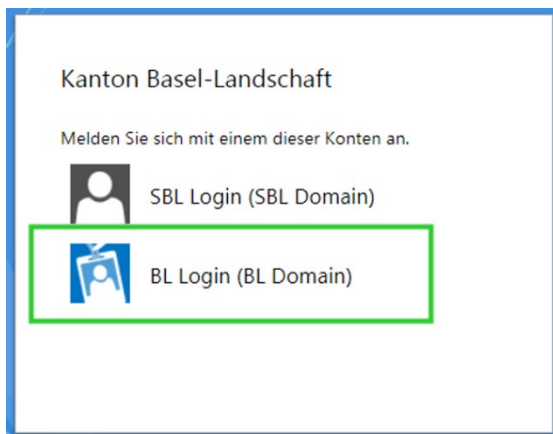 Kanton Basel-Landschaft
Melden Sie sich mit einem dieser Konten an.
SBL Login (SBL Domain)
BL Login (BL Domain)